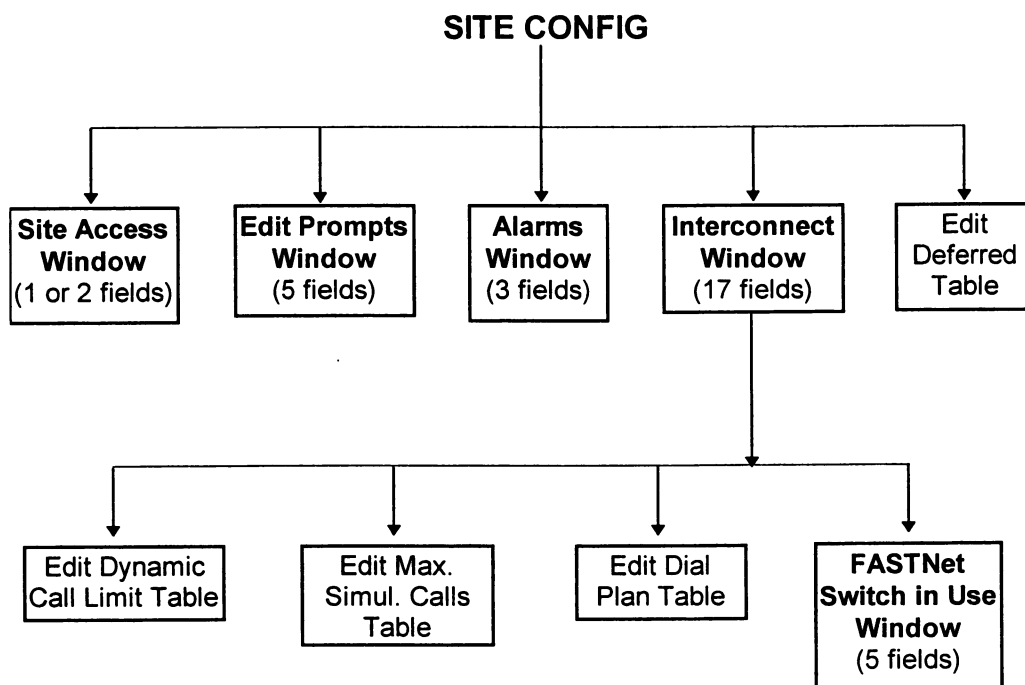 SITE CONFIG
Site Access
Window
(1 or 2 fields)
Edit Prompts
Window
(5 fields)
Alarms
Window
(3 fields)
Interconnect
Window
(17 fields)
Edit
Deferred
Table
Edit Dynamic
Call Limit Table
Edit Max.
Simul. Calls
Table
Edit Dial
Plan Table
FASTNet
Switch in Use
Window
(5 fields)